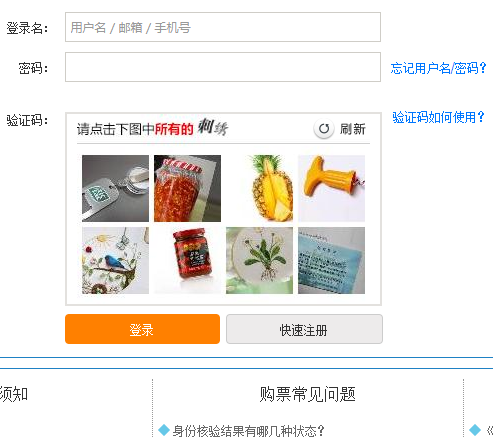 登录名： 用户名 / 邮箱 / 手机号
密码： 忘记用户名/密码？
验证码： 验证码如何使用？
请点击下图中所有的 刺绣 刷新
登录 快速注册
须知 购票常见问题
身份核验结果有哪几种状态？
《